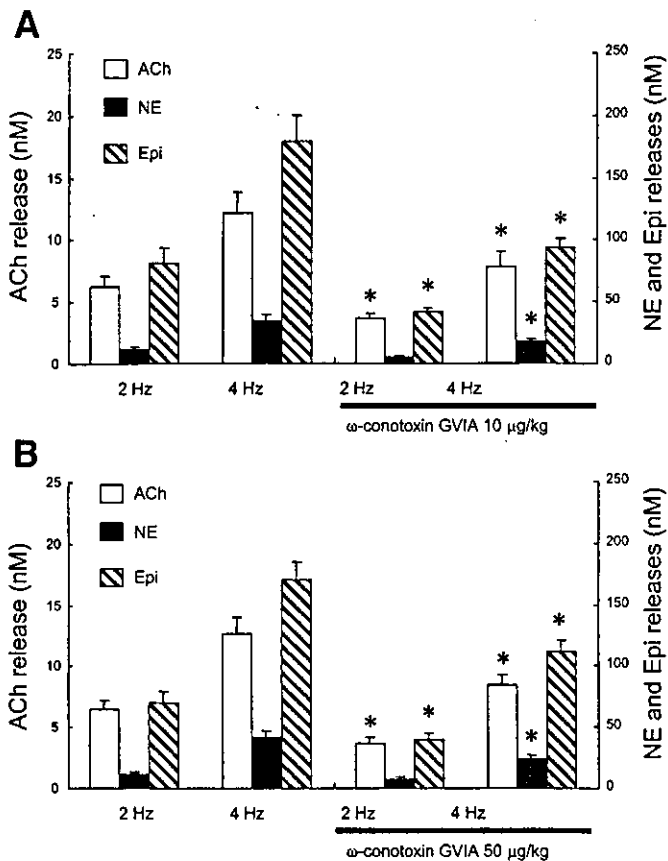 A
25
20
15
10
5
0
ACh release (nM)
ACh
NE
Epi
250
200
150
100
50
0
NE and Epi releases (nM)
* * * * *
2 Hz 4 Hz 2 Hz 4 Hz
ω-conotoxin GVIA 10 µg/kg
B
25
20
15
10
5
0
ACh release (nM)
ACh
NE
Epi
250
200
150
100
50
0
NE and Epi releases (nM)
* * * * *
2 Hz 4 Hz 2 Hz 4 Hz
ω-conotoxin GVIA 50 µg/kg